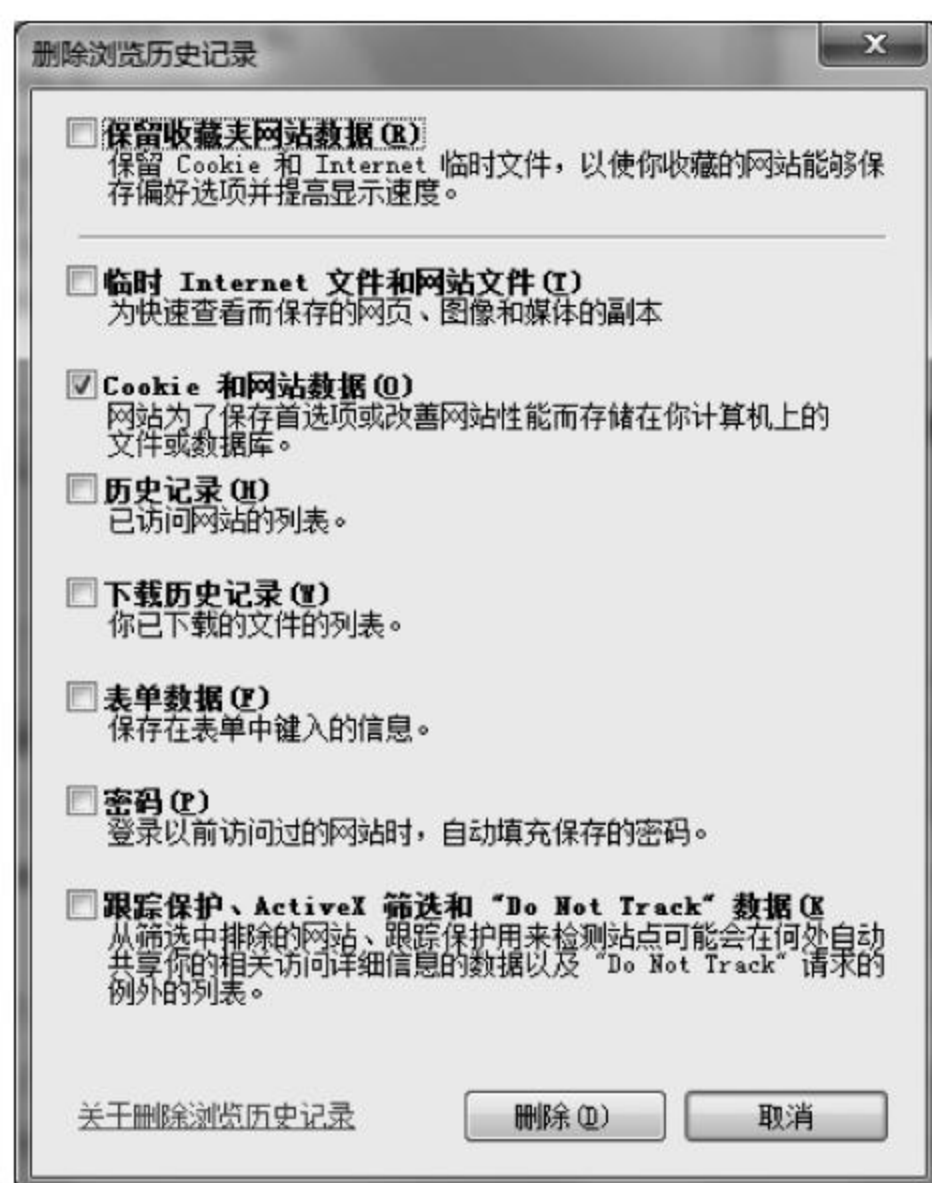 删除浏览历史记录
保留收藏夹网站数据(R)
保留 Cookie 和 Internet 临时文件，以使你收藏的网站能够保
存偏好选项并提高显示速度。
临时 Internet 文件和网站文件(T)
为快速查看而保存的网页、图像和媒体的副本
Cookie 和网站数据(O)
网站为了保存首选项或改善网站性能而存储在你计算机上的
文件或数据库。
历史记录(H)
已访问网站的列表。
下载历史记录(W)
你已下载的文件的列表。
表单数据(F)
保存在表单中键入的信息。
密码(P)
登录以前访问过的网站时，自动填充保存的密码。
跟踪保护、ActiveX 筛选和 "Do Not Track" 数据(K
从筛选中排除的网站、跟踪保护用来检测站点可能会在何处自动
共享你的相关访问详细信息的数据以及 "Do Not Track" 请求的
例外的列表。
关于删除浏览历史记录
删除(D)
取消